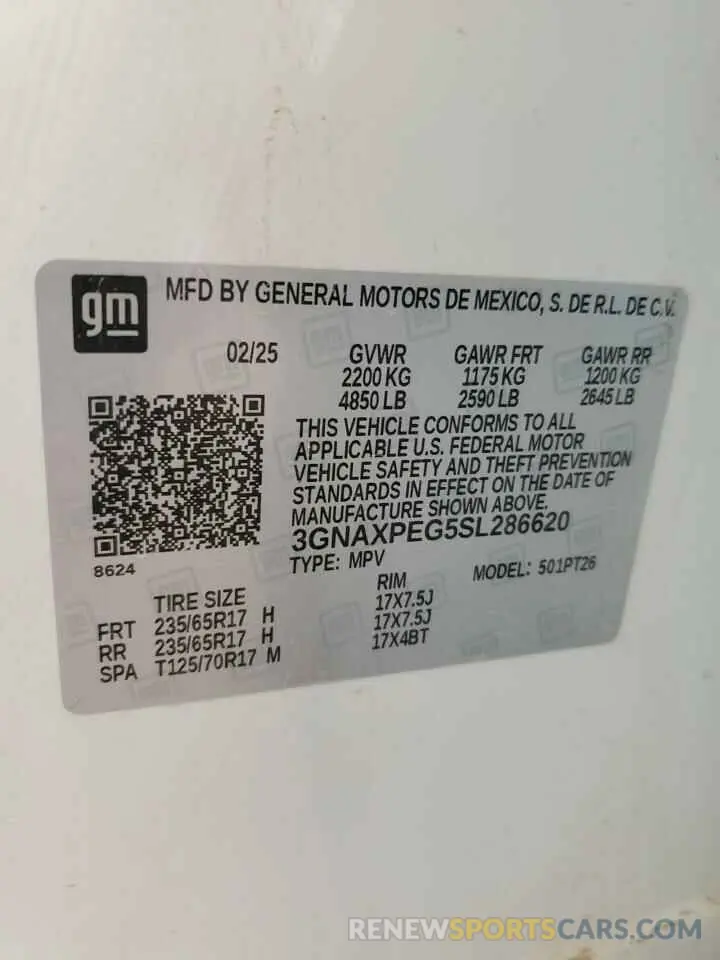 gm
MFD BY GENERAL MOTORS DE MEXICO, S. DE R.L. DE C.V.
02/25 GVWR GAWR FRT GAWR RR
2200 KG 1175 KG 1200 KG
4850 LB 2590 LB 2645 LB
THIS VEHICLE CONFORMS TO ALL
APPLICABLE U.S. FEDERAL MOTOR
VEHICLE SAFETY AND THEFT PREVENTION
STANDARDS IN EFFECT ON THE DATE OF
MANUFACTURE SHOWN ABOVE.
3GNAXPEG5SL286620
8624 TYPE: MPV MODEL: 501PT26
TIRE SIZE RIM
FRT 235/65R17 H 17X7.5J
RR 235/65R17 H 17X7.5J
SPA T125/70R17 M 17X4BT
RENEWSPORTSCARS.COM